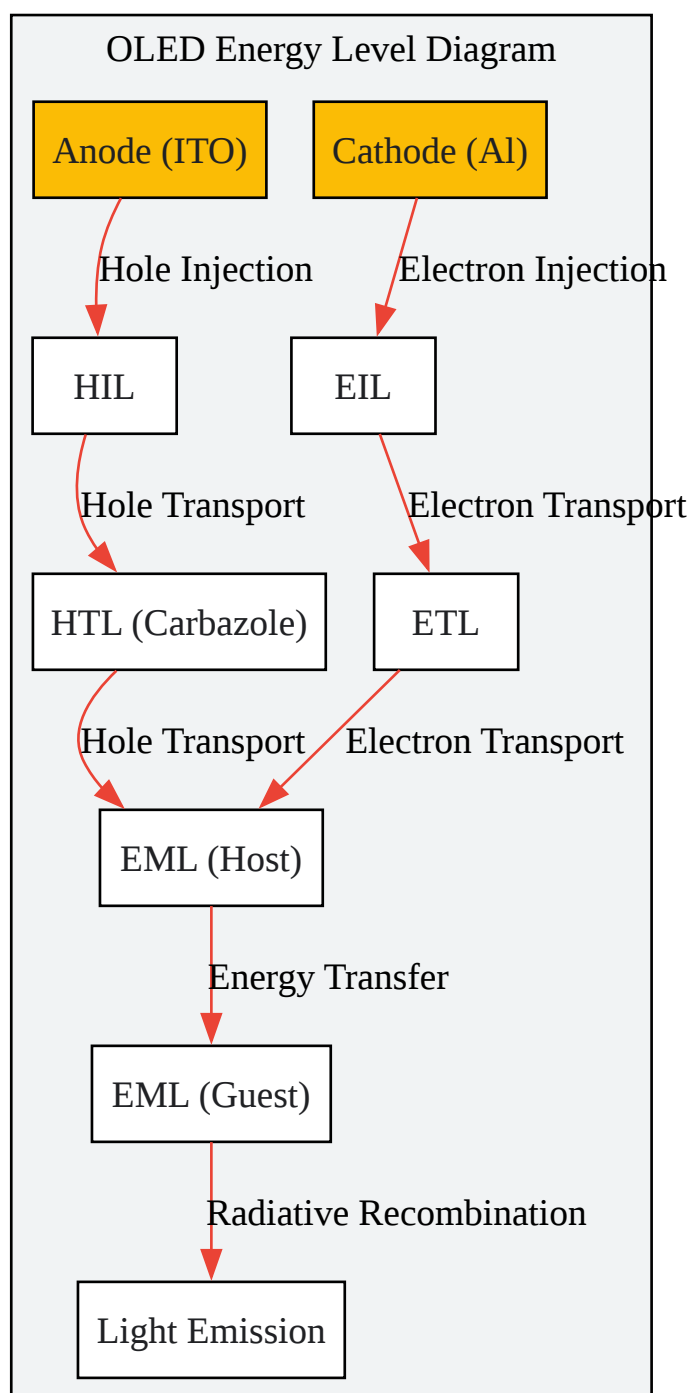 OLED Energy Level Diagram
Anode (ITO)
Cathode (Al)
Hole Injection
Electron Injection
HIL
EIL
Hole Transport
Electron Transport
HTL (Carbazole)
ETL
Hole Transport
Electron Transport
EML (Host)
Energy Transfer
EML (Guest)
Radiative Recombination
Light Emission